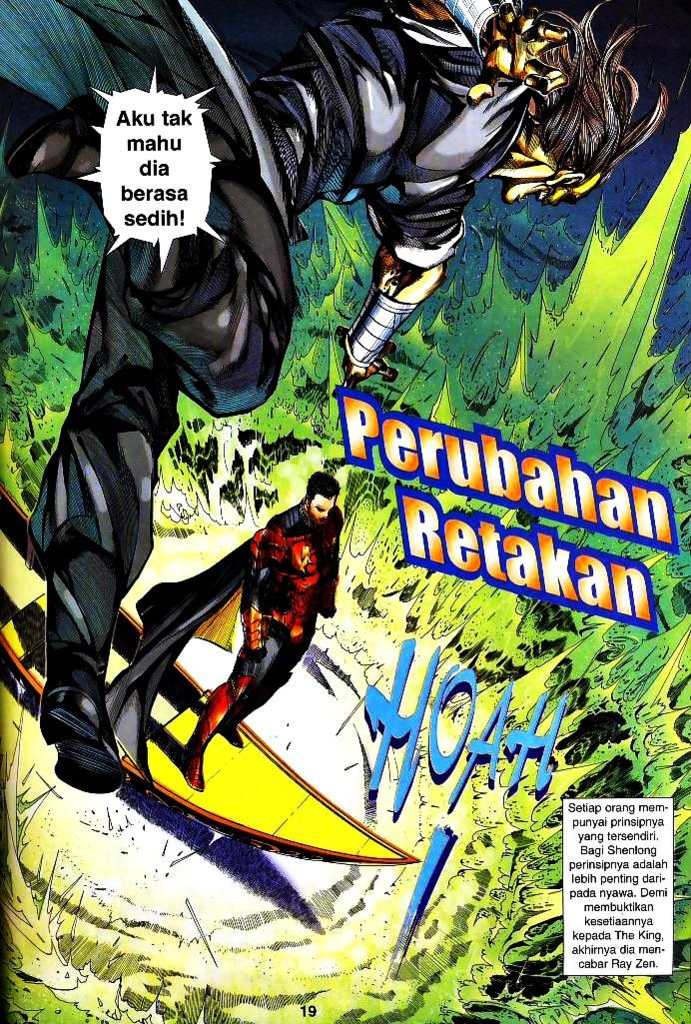 Aku tak
mahu
dia
berasa
sedih!
Perubahan
Retakan
HOAH
!
Setiap orang mem-
punyai prinsipnya
yang tersendiri.
Bagi Shenlong
perinsipnya adalah
lebih penting dari-
pada nyawa. Demi
membuktikan
kesetiaannya
kepada The King,
akhirnya dia men-
cabar Ray Zen.
19